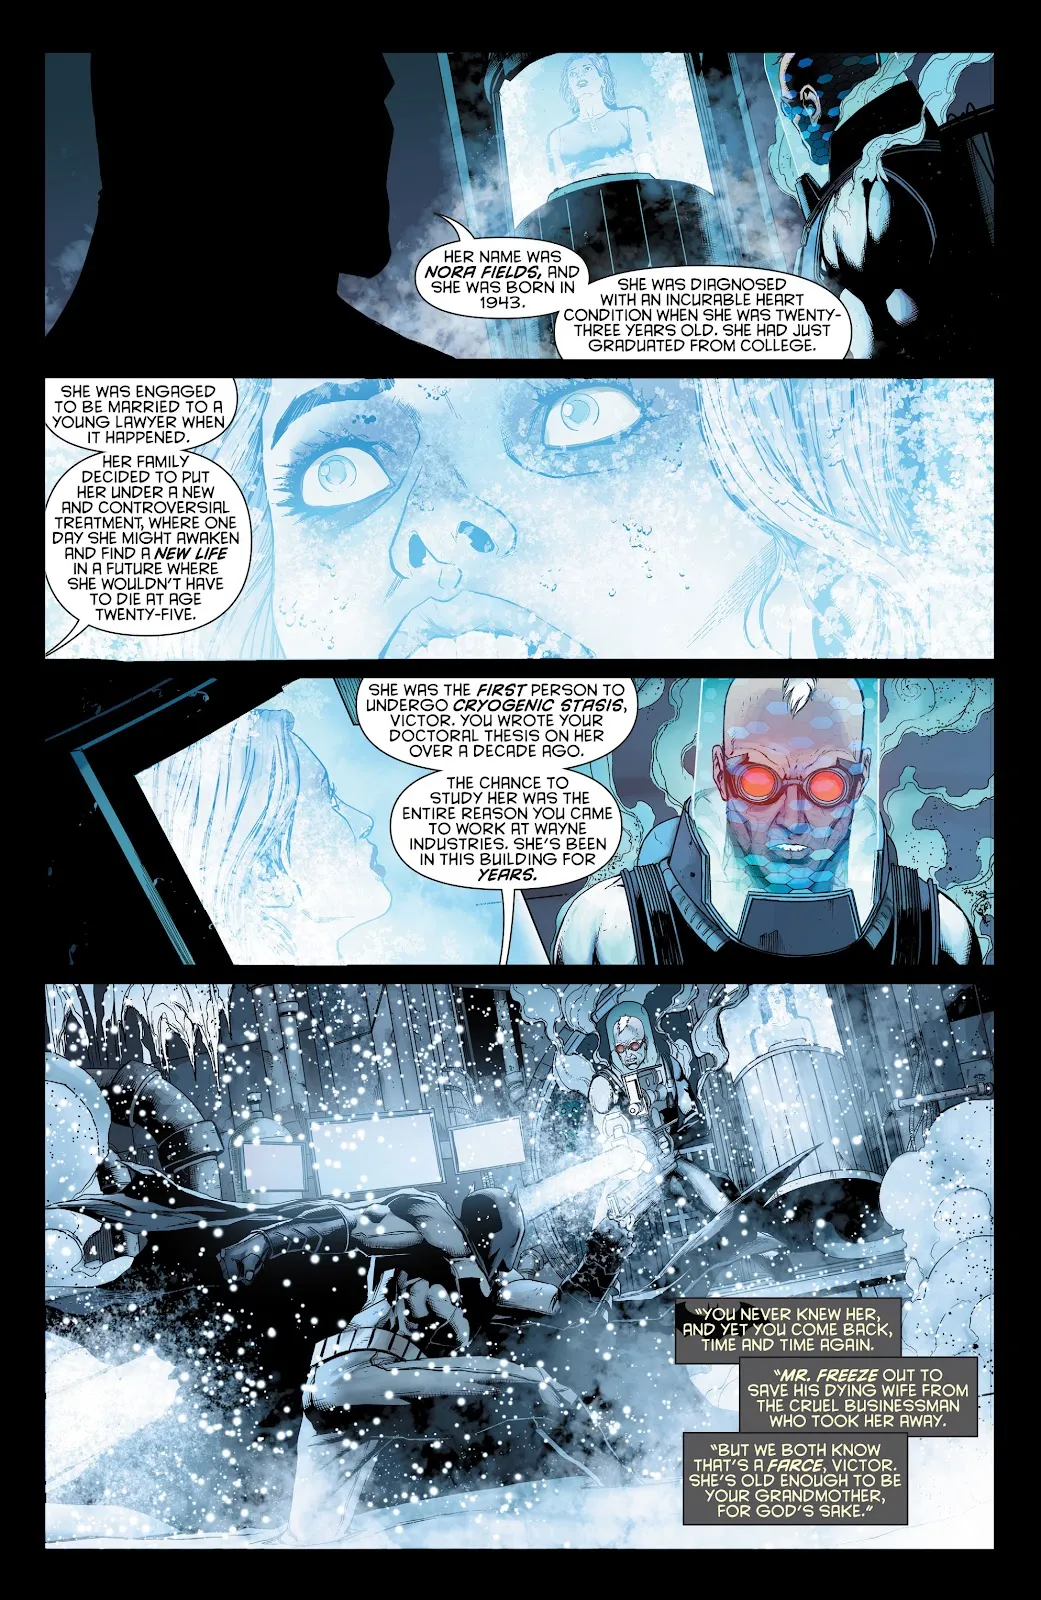 HER NAME WAS
NORA FIELDS, AND
SHE WAS BORN IN
1943.
SHE WAS DIAGNOSED
WITH AN INCURABLE HEART
CONDITION WHEN SHE WAS TWENTY-
THREE YEARS OLD. SHE HAD JUST
GRADUATED FROM COLLEGE.
SHE WAS ENGAGED
TO BE MARRIED TO A
YOUNG LAWYER WHEN
IT HAPPENED.
HER FAMILY
DECIDED TO PUT
HER UNDER A NEW
AND CONTROVERSIAL
TREATMENT, WHERE ONE
DAY SHE MIGHT AWAKEN
AND FIND A NEW LIFE
IN A FUTURE WHERE
SHE WOULDN'T HAVE
TO DIE AT AGE
TWENTY-FIVE.
SHE WAS THE FIRST PERSON TO
UNDERGO CRYOGENIC STASIS,
VICTOR. YOU WROTE YOUR
DOCTORAL THESIS ON HER
OVER A DECADE AGO.
THE CHANCE TO
STUDY HER WAS THE
ENTIRE REASON YOU CAME
TO WORK AT WAYNE
INDUSTRIES. SHE'S BEEN
IN THIS BUILDING FOR
YEARS.
"YOU NEVER KNEW HER,
AND YET YOU COME BACK,
TIME AND TIME AGAIN.
"MR. FREEZE OUT TO
SAVE HIS DYING WIFE FROM
THE CRUEL BUSINESSMAN
WHO TOOK HER AWAY.
"BUT WE BOTH KNOW
THAT'S A FARCE, VICTOR.
SHE'S OLD ENOUGH TO BE
YOUR GRANDMOTHER,
FOR GOD'S SAKE."